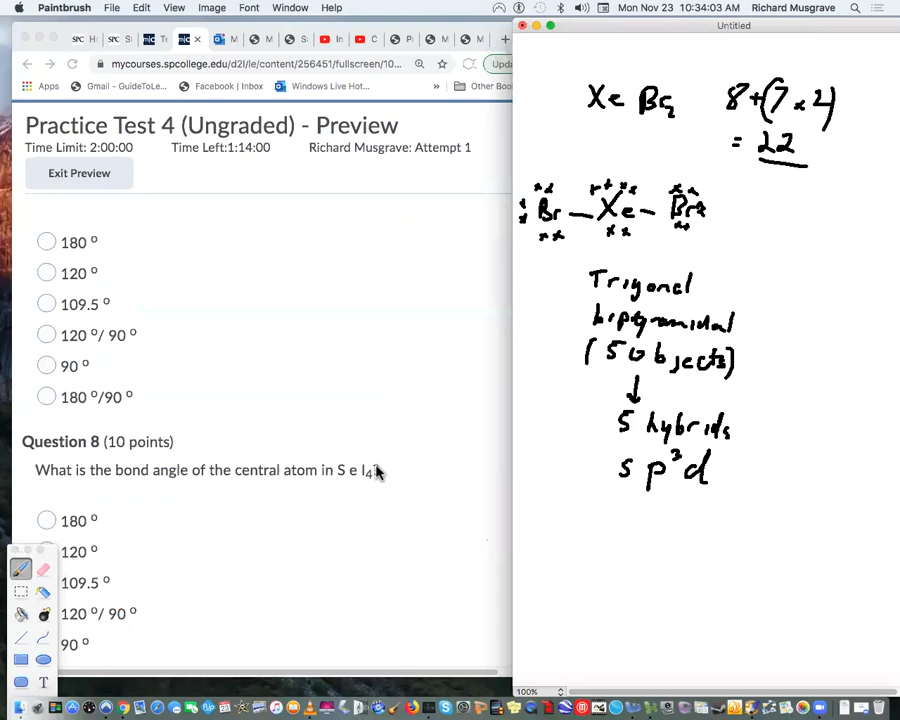 Paintbrush File Edit View Image Font Window Help Mon Nov 23 10:34:03 AM Richard Musgrave
Untitled
mycourses.spcollege.edu/d2l/le/content/256451/fullscreen/10...
Apps Gmail - GuideToLe... Facebook | Inbox Windows Live Hot... » Other Book
Practice Test 4 (Ungraded) - Preview
Time Limit: 2:00:00 Time Left:1:14:00 Richard Musgrave: Attempt 1
Exit Preview
180 º
120 º
109.5 º
120 º/ 90 º
90 º
180 º/90 º
Question 8 (10 points)
What is the bond angle of the central atom in S e I₄?
180 º
120 º
109.5 º
120 º/ 90 º
90 º
Xe Br₂ 8+(7×2)
= 22
Br — Xe — Br
Trigonal
bipyramidal
(5 objects)
↓
5 hybrids
sp³d
100%